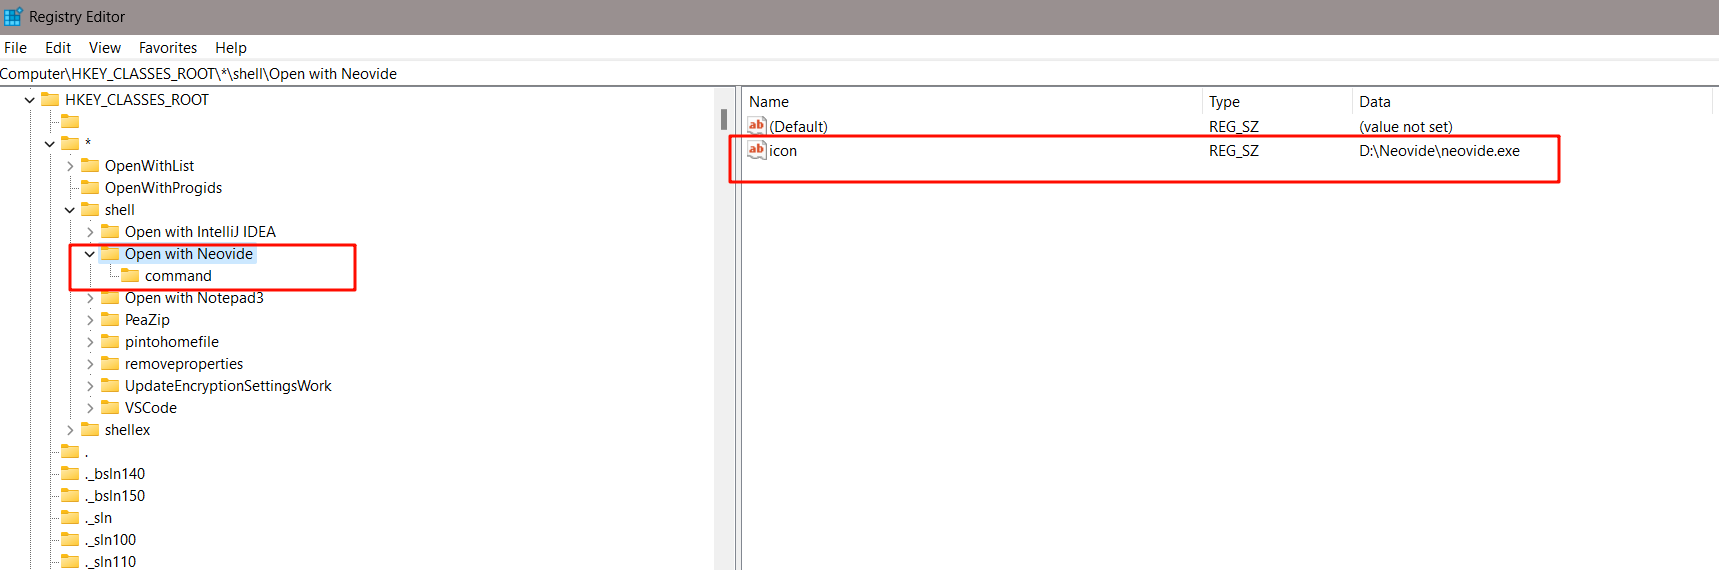 Registry Editor
File Edit View Favorites Help
Computer\HKEY_CLASSES_ROOT\*\shell\Open with Neovide
HKEY_CLASSES_ROOT
*
OpenWithList
OpenWithProgids
shell
Open with IntelliJ IDEA
Open with Neovide
command
Open with Notepad3
PeaZip
pintohomefile
removeproperties
UpdateEncryptionSettingsWork
VSCode
shellex
.
._bsln140
._bsln150
._sln
._sln100
._sln110
Name Type Data
(Default) REG_SZ (value not set)
icon REG_SZ D:\Neovide\neovide.exe